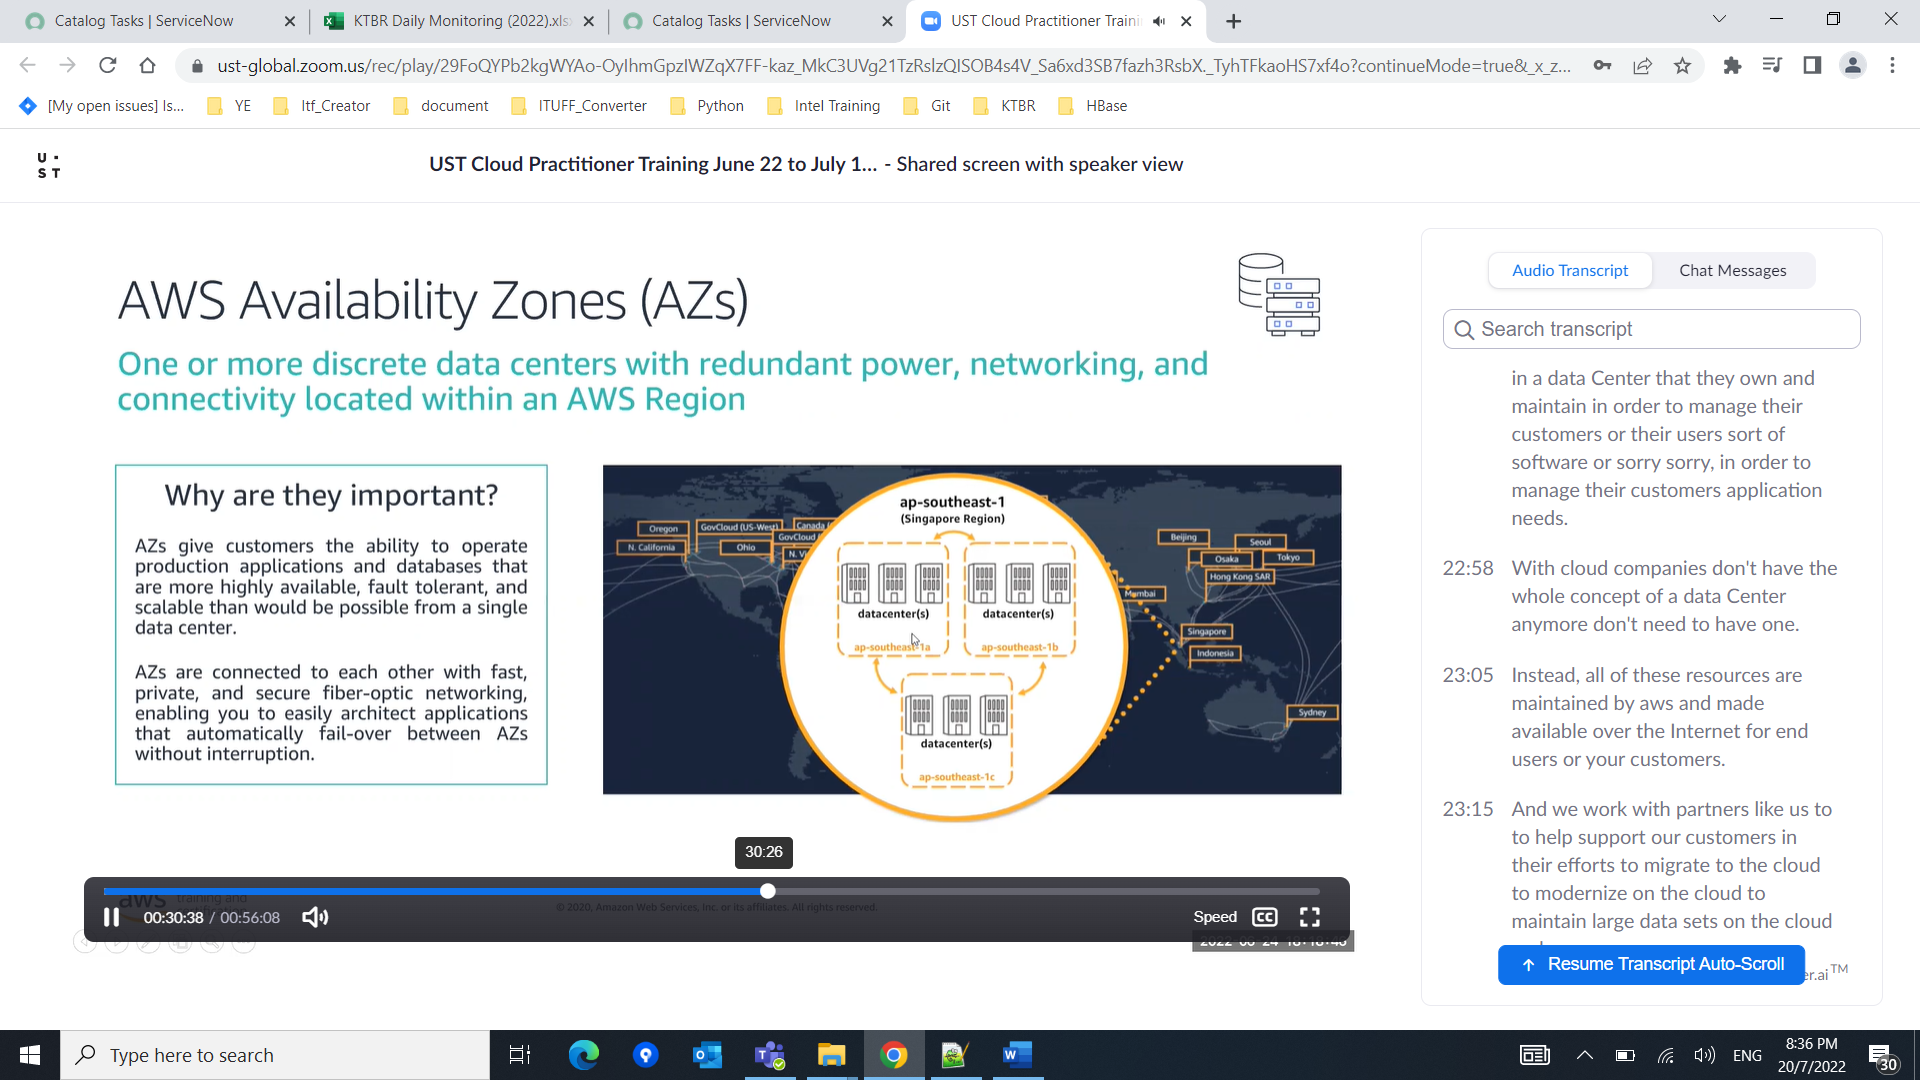 Catalog Tasks | ServiceNow
KTBR Daily Monitoring (2022).xls
Catalog Tasks | ServiceNow
UST Cloud Practitioner Traini
ust-global.zoom.us/rec/play/29FoQYPb2kgWYAo-OyIhmGpzIWZqX7FF-kaz_MkC3UVg21TzRslzQISOB4s4V_Sa6xd3SB7fazh3RsbX._TyhTFkaoHS7xf4o?continueMode=true&_x_z...
[My open issues] Is...
YE
Itf_Creator
document
ITUFF_Converter
Python
Intel Training
Git
KTBR
HBase
U ·
S T
UST Cloud Practitioner Training June 22 to July 1... - Shared screen with speaker view
AWS Availability Zones (AZs)
One or more discrete data centers with redundant power, networking, and
connectivity located within an AWS Region
Why are they important?
AZs give customers the ability to operate
production applications and databases that
are more highly available, fault tolerant, and
scalable than would be possible from a single
data center.
AZs are connected to each other with fast,
private, and secure fiber-optic networking,
enabling you to easily architect applications
that automatically fail-over between AZs
without interruption.
ap-southeast-1
(Singapore Region)
Oregon
GovCloud (US-West)
Canada
GovCloud
N. California
Ohio
N. Vi
datacenter(s)
ap-southeast-1a
datacenter(s)
ap-southeast-1b
datacenter(s)
ap-southeast-1c
Beijing
Seoul
Osaka
Tokyo
Hong Kong SAR
Mumbai
Singapore
Indonesia
Sydney
30:26
aws training and
© 2020, Amazon Web Services, Inc. or its affiliates. All rights reserved.
00:30:38 / 00:56:08
Speed
CC
Audio Transcript
Chat Messages
Search transcript
in a data Center that they own and
maintain in order to manage their
customers or their users sort of
software or sorry sorry, in order to
manage their customers application
needs.
22:58 With cloud companies don't have the
whole concept of a data Center
anymore don't need to have one.
23:05 Instead, all of these resources are
maintained by aws and made
available over the Internet for end
users or your customers.
23:15 And we work with partners like us to
to help support our customers in
their efforts to migrate to the cloud
to modernize on the cloud to
maintain large data sets on the cloud
Resume Transcript Auto-Scroll
er.ai™
Type here to search
ENG
8:36 PM
20/7/2022
30